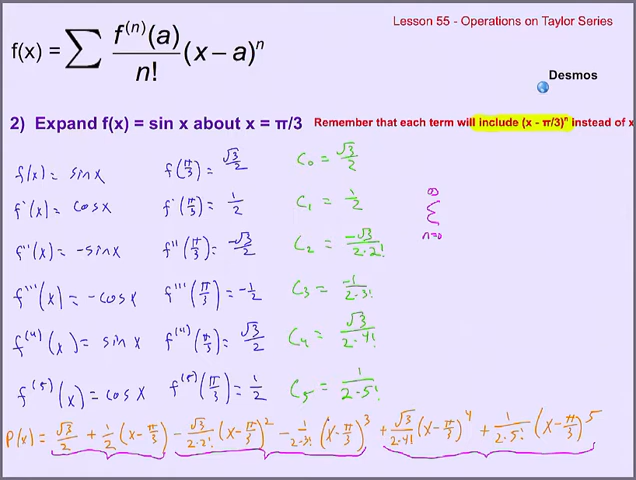 Lesson 55 - Operations on Taylor Series
f(x) = ∑ f⁽ⁿ⁾(a)/n! (x – a)ⁿ
Desmos
2) Expand f(x) = sin x about x = π/3
Remember that each term will include (x - π/3)ⁿ instead of x
f(x) = sin x f(π/3) = √3/2 C₀ = √3/2
f'(x) = cos x f'(π/3) = 1/2 C₁ = 1/2
∞ ∑ n=0
f''(x) = -sin x f''(π/3) = -√3/2 C₂ = -√3/(2·2!)
f'''(x) = -cos x f'''(π/3) = -1/2 C₃ = -1/(2·3!)
f⁽⁴⁾(x) = sin x f⁽⁴⁾(π/3) = √3/2 C₄ = √3/(2·4!)
f⁽⁵⁾(x) = cos x f⁽⁵⁾(π/3) = 1/2 C₅ = 1/(2·5!)
P(x) = √3/2 + 1/2 (x - π/3) - √3/(2·2!) (x - π/3)² - 1/(2·3!) (x - π/3)³ + √3/(2·4!) (x - π/3)⁴ + 1/(2·5!) (x - π/3)⁵